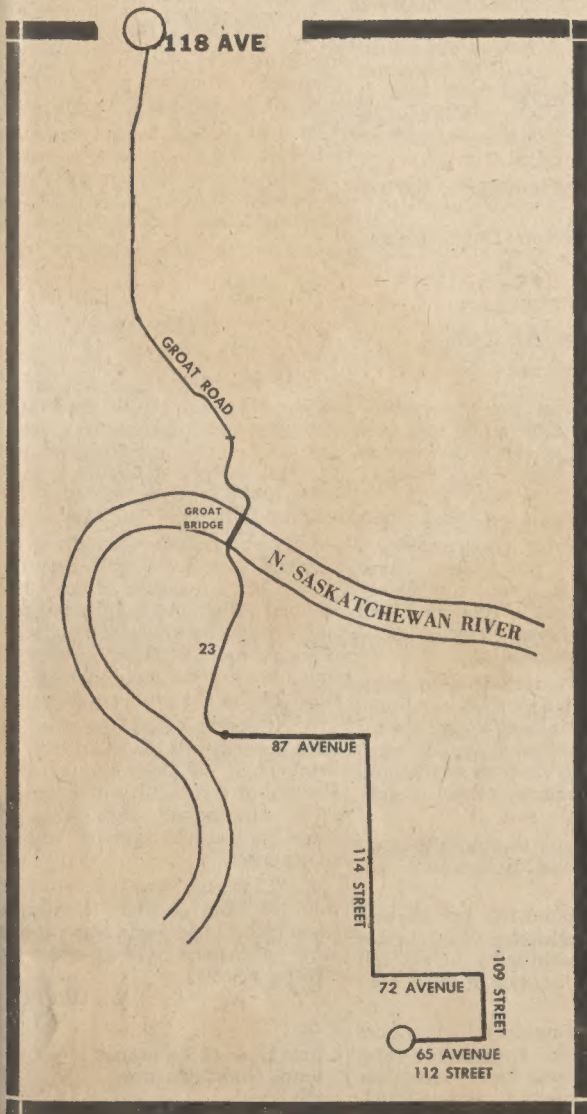 118 AVE
GROAT ROAD
GROAT
BRIDGE
N. SASKATCHEWAN RIVER
23
87 AVENUE
114 STREET
109 STREET
72 AVENUE
65 AVENUE
112 STREET